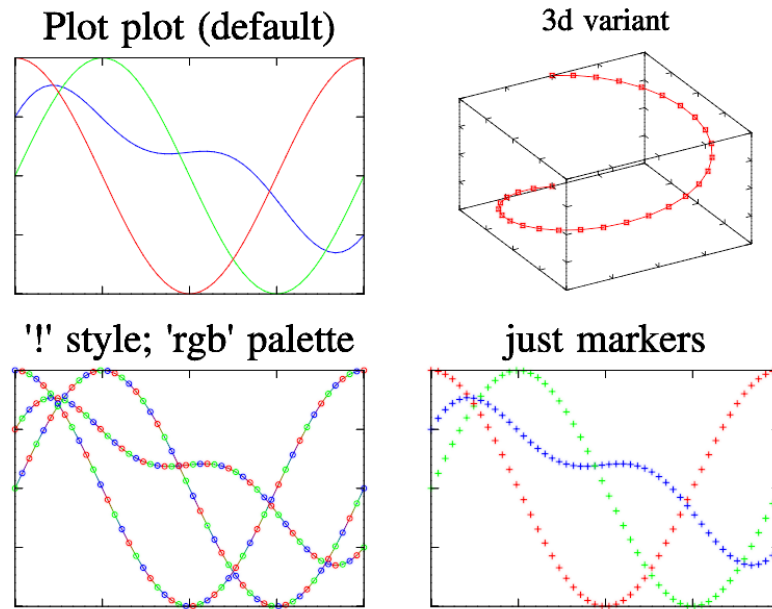 Plot plot (default)
3d variant
'!' style; 'rgb' palette
just markers